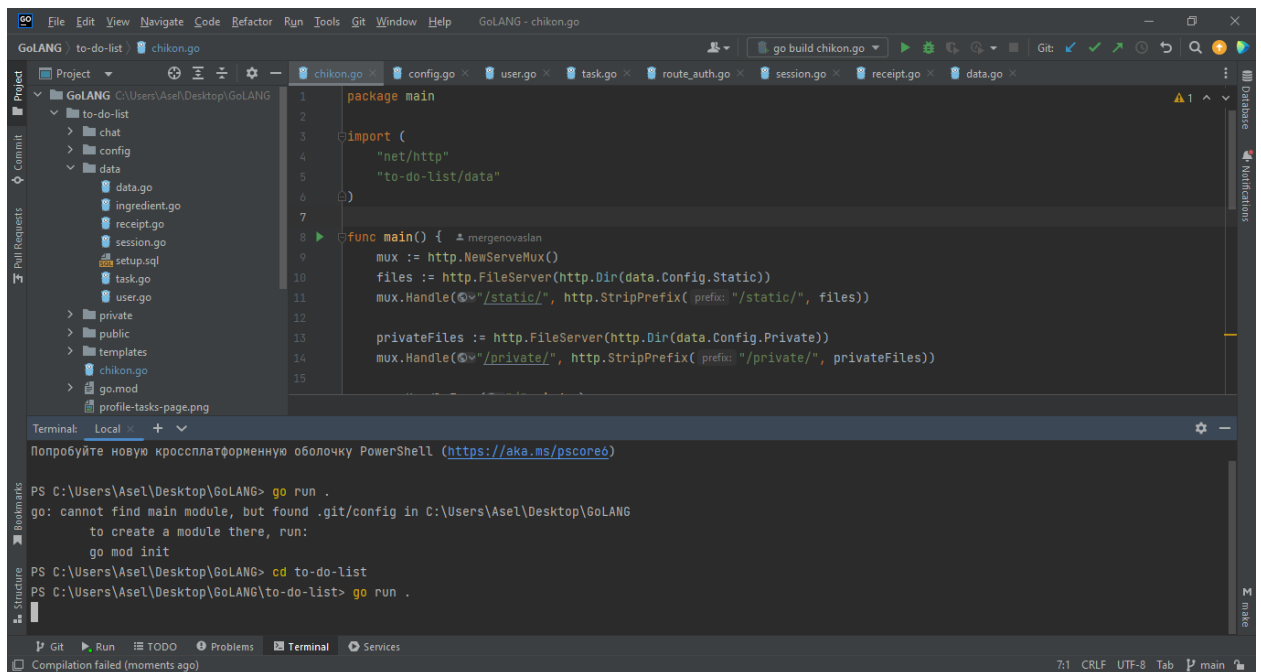 GO File Edit View Navigate Code Refactor Run Tools Git Window Help GoLANG - chikon.go
GoLANG to-do-list chikon.go go build chikon.go Git:
Project chikon.go config.go user.go task.go route_auth.go session.go receipt.go data.go
GoLANG C:\Users\Asel\Desktop\GoLANG
to-do-list
chat
config
data
data.go
ingredient.go
receipt.go
session.go
setup.sql
task.go
user.go
private
public
templates
chikon.go
go.mod
profile-tasks-page.png
1 package main
2
3 import (
4 "net/http"
5 "to-do-list/data"
6 )
7
8 func main() { mergenovaslan
9 mux := http.NewServeMux()
10 files := http.FileServer(http.Dir(data.Config.Static))
11 mux.Handle("/static/", http.StripPrefix( prefix: "/static/", files))
12
13 privateFiles := http.FileServer(http.Dir(data.Config.Private))
14 mux.Handle("/private/", http.StripPrefix( prefix: "/private/", privateFiles))
15
1
Project
Commit
Pull Requests
Bookmarks
Structure
Database
Notifications
make
Terminal: Local
Попробуйте новую кроссплатформенную оболочку PowerShell (https://aka.ms/pscore6)
PS C:\Users\Asel\Desktop\GoLANG> go run .
go: cannot find main module, but found .git/config in C:\Users\Asel\Desktop\GoLANG
to create a module there, run:
go mod init
PS C:\Users\Asel\Desktop\GoLANG> cd to-do-list
PS C:\Users\Asel\Desktop\GoLANG\to-do-list> go run .
Git Run TODO Problems Terminal Services
Compilation failed (moments ago) 7:1 CRLF UTF-8 Tab main